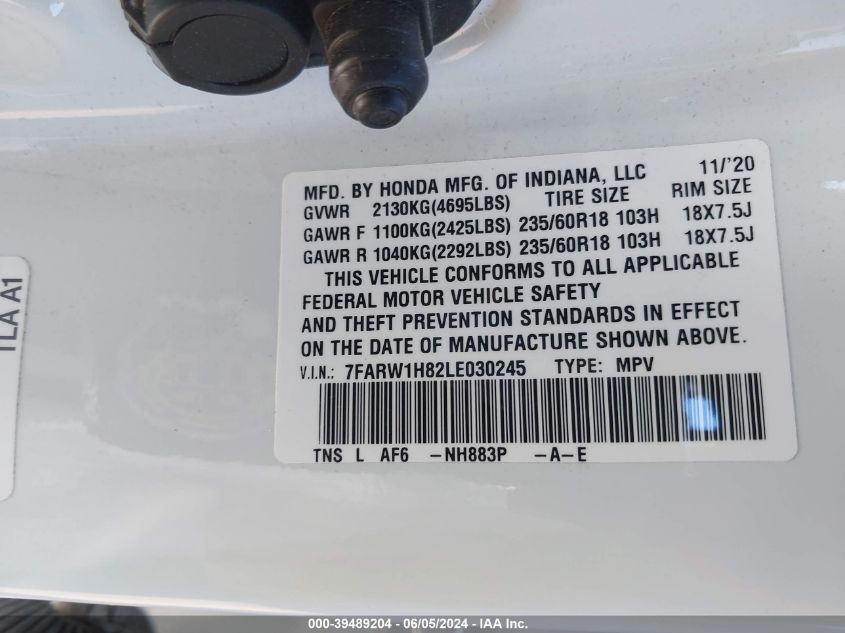 MFD. BY HONDA MFG. OF INDIANA, LLC 11/'20
GVWR 2130KG(4695LBS) TIRE SIZE RIM SIZE
GAWR F 1100KG(2425LBS) 235/60R18 103H 18X7.5J
GAWR R 1040KG(2292LBS) 235/60R18 103H 18X7.5J
THIS VEHICLE CONFORMS TO ALL APPLICABLE
FEDERAL MOTOR VEHICLE SAFETY
AND THEFT PREVENTION STANDARDS IN EFFECT
ON THE DATE OF MANUFACTURE SHOWN ABOVE.
V.I.N.: 7FARW1H82LE030245 TYPE: MPV
TNS L AF6 -NH883P -A-E
TLA A1
000-39489204 - 06/05/2024 - IAA Inc.